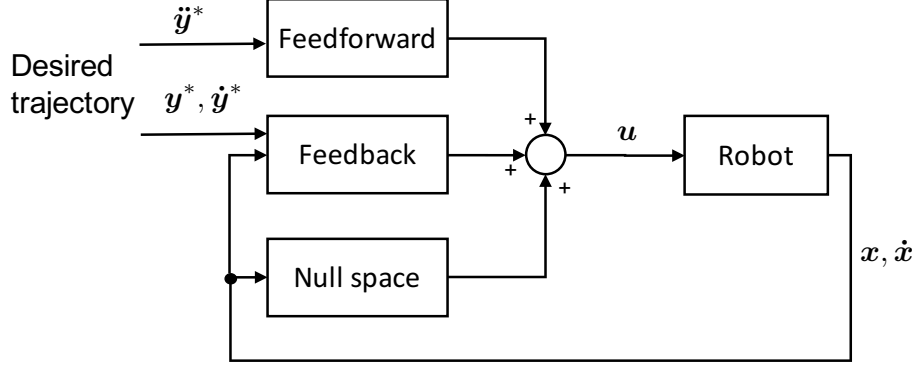 ÿ*
Feedforward
Desired
trajectory
y*, ẏ*
Feedback
Null space
+
+
+
u
Robot
x, ẋ